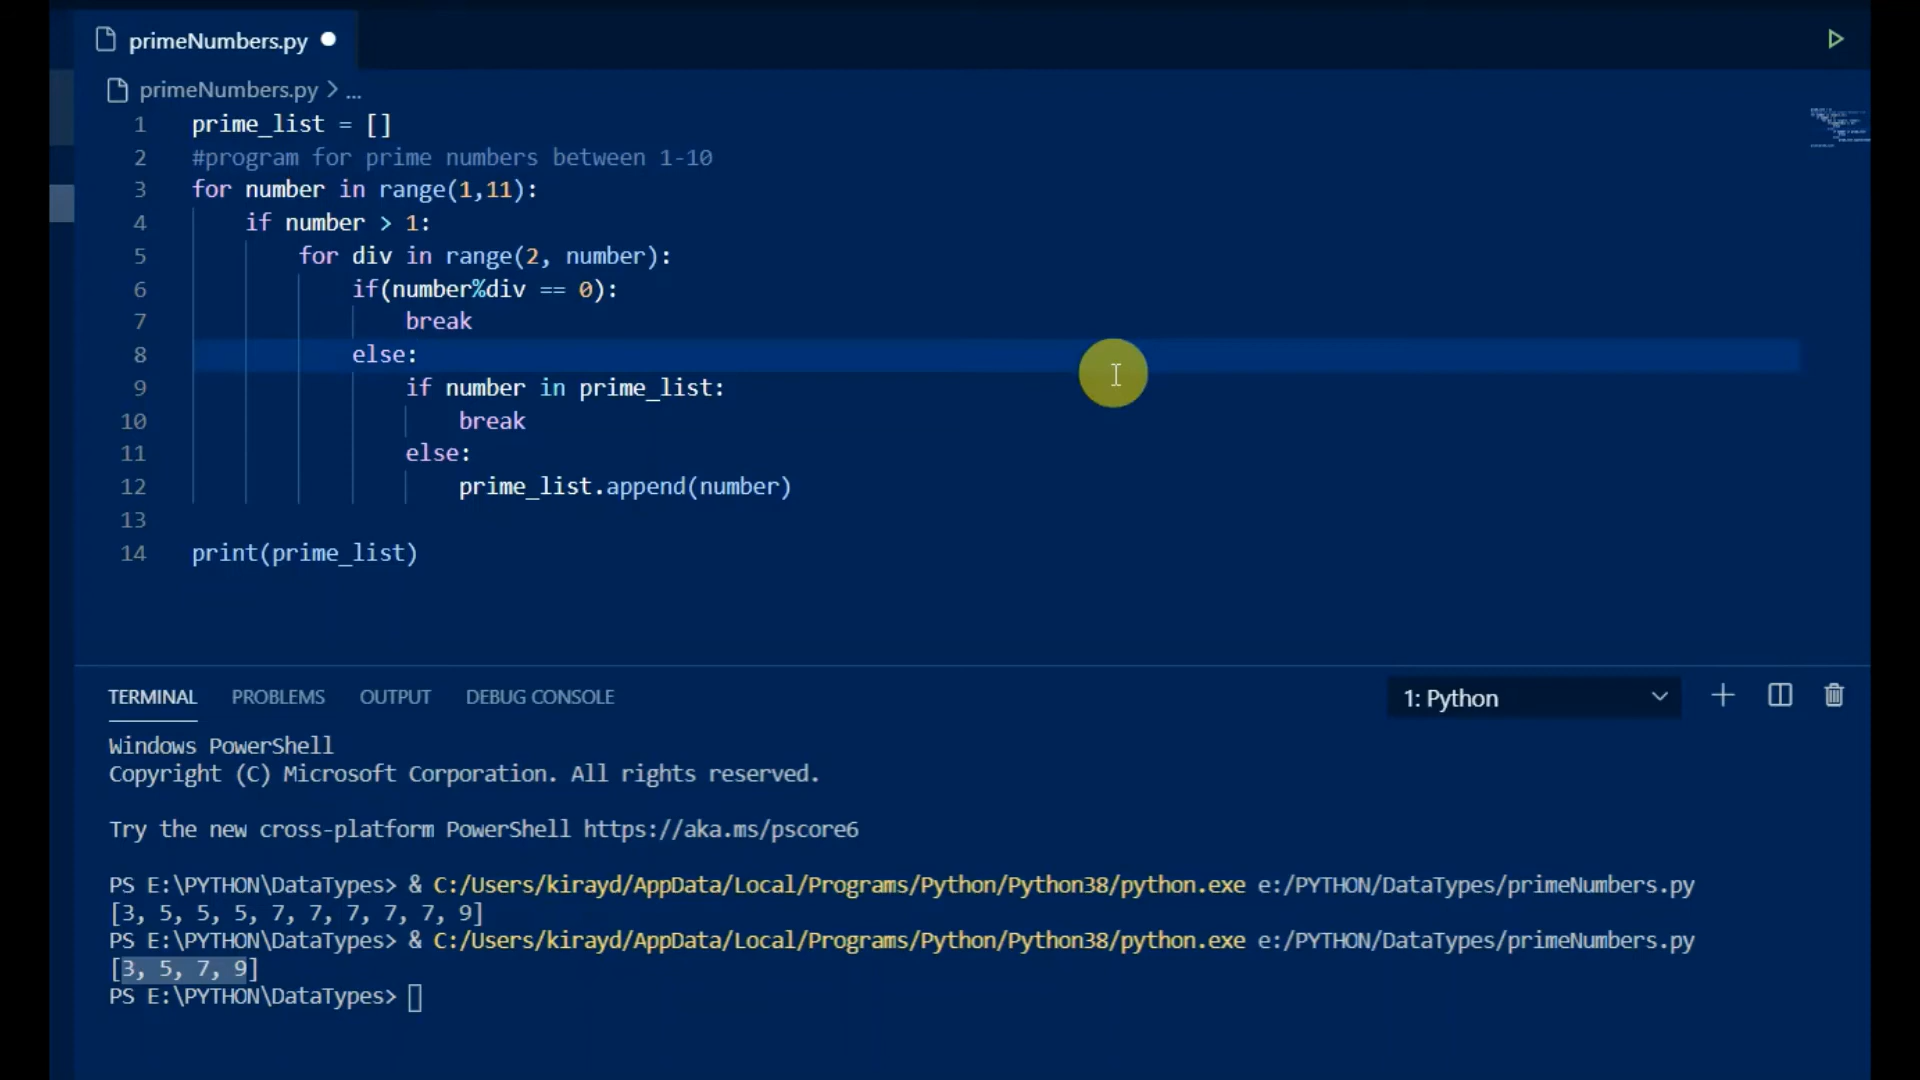 primeNumbers.py
primeNumbers.py > ...
1 prime_list = []
2 #program for prime numbers between 1-10
3 for number in range(1,11):
4     if number > 1:
5         for div in range(2, number):
6             if(number%div == 0):
7                 break
8             else:
9                 if number in prime_list:
10                     break
11                 else:
12                     prime_list.append(number)
13
14 print(prime_list)
TERMINAL PROBLEMS OUTPUT DEBUG CONSOLE 1: Python
Windows PowerShell
Copyright (C) Microsoft Corporation. All rights reserved.
Try the new cross-platform PowerShell https://aka.ms/pscore6
PS E:\PYTHON\DataTypes> & C:/Users/kirayd/AppData/Local/Programs/Python/Python38/python.exe e:/PYTHON/DataTypes/primeNumbers.py
[3, 5, 5, 5, 7, 7, 7, 7, 7, 9]
PS E:\PYTHON\DataTypes> & C:/Users/kirayd/AppData/Local/Programs/Python/Python38/python.exe e:/PYTHON/DataTypes/primeNumbers.py
[3, 5, 7, 9]
PS E:\PYTHON\DataTypes>